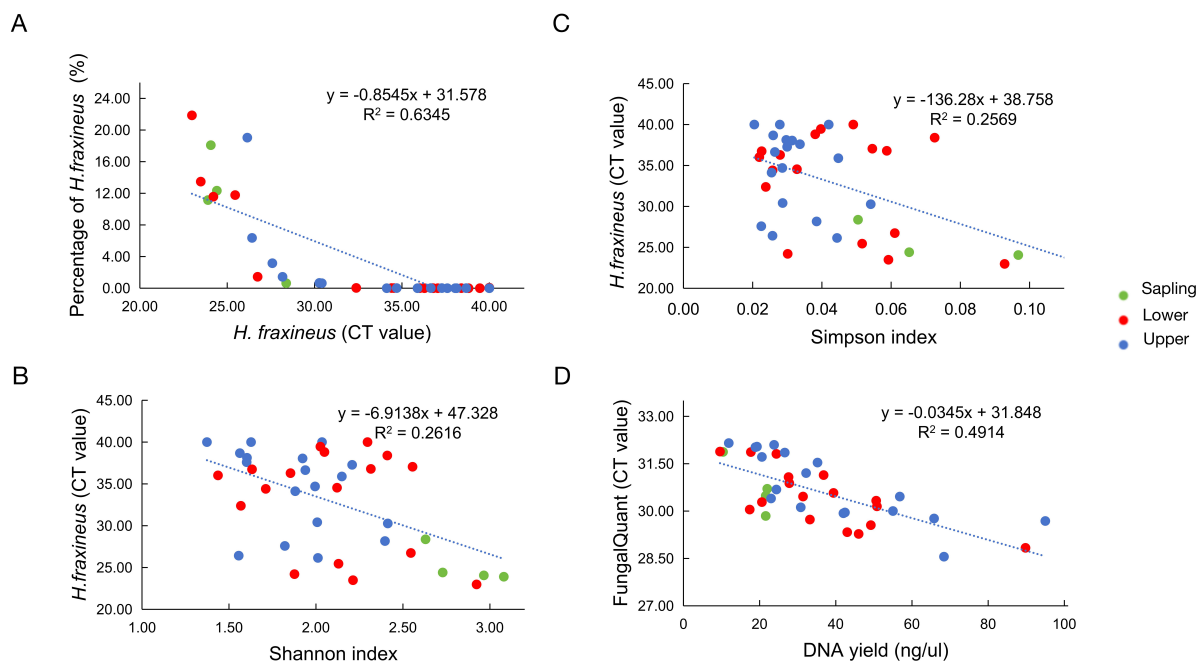 A
Percentage of H.fraxineus (%)
24.00
20.00
16.00
12.00
8.00
4.00
0.00
20.00 25.00 30.00 35.00 40.00
H. fraxineus (CT value)
y = -0.8545x + 31.578
R² = 0.6345
C
H.fraxineus (CT value)
45.00
40.00
35.00
30.00
25.00
20.00
0.00 0.02 0.04 0.06 0.08 0.10
Simpson index
y = -136.28x + 38.758
R² = 0.2569
Sapling
Lower
Upper
B
H.fraxineus (CT value)
45.00
40.00
35.00
30.00
25.00
20.00
1.00 1.50 2.00 2.50 3.00
Shannon index
y = -6.9138x + 47.328
R² = 0.2616
D
FungalQuant (CT value)
33.00
31.50
30.00
28.50
27.00
0 20 40 60 80 100
DNA yield (ng/ul)
y = -0.0345x + 31.848
R² = 0.4914